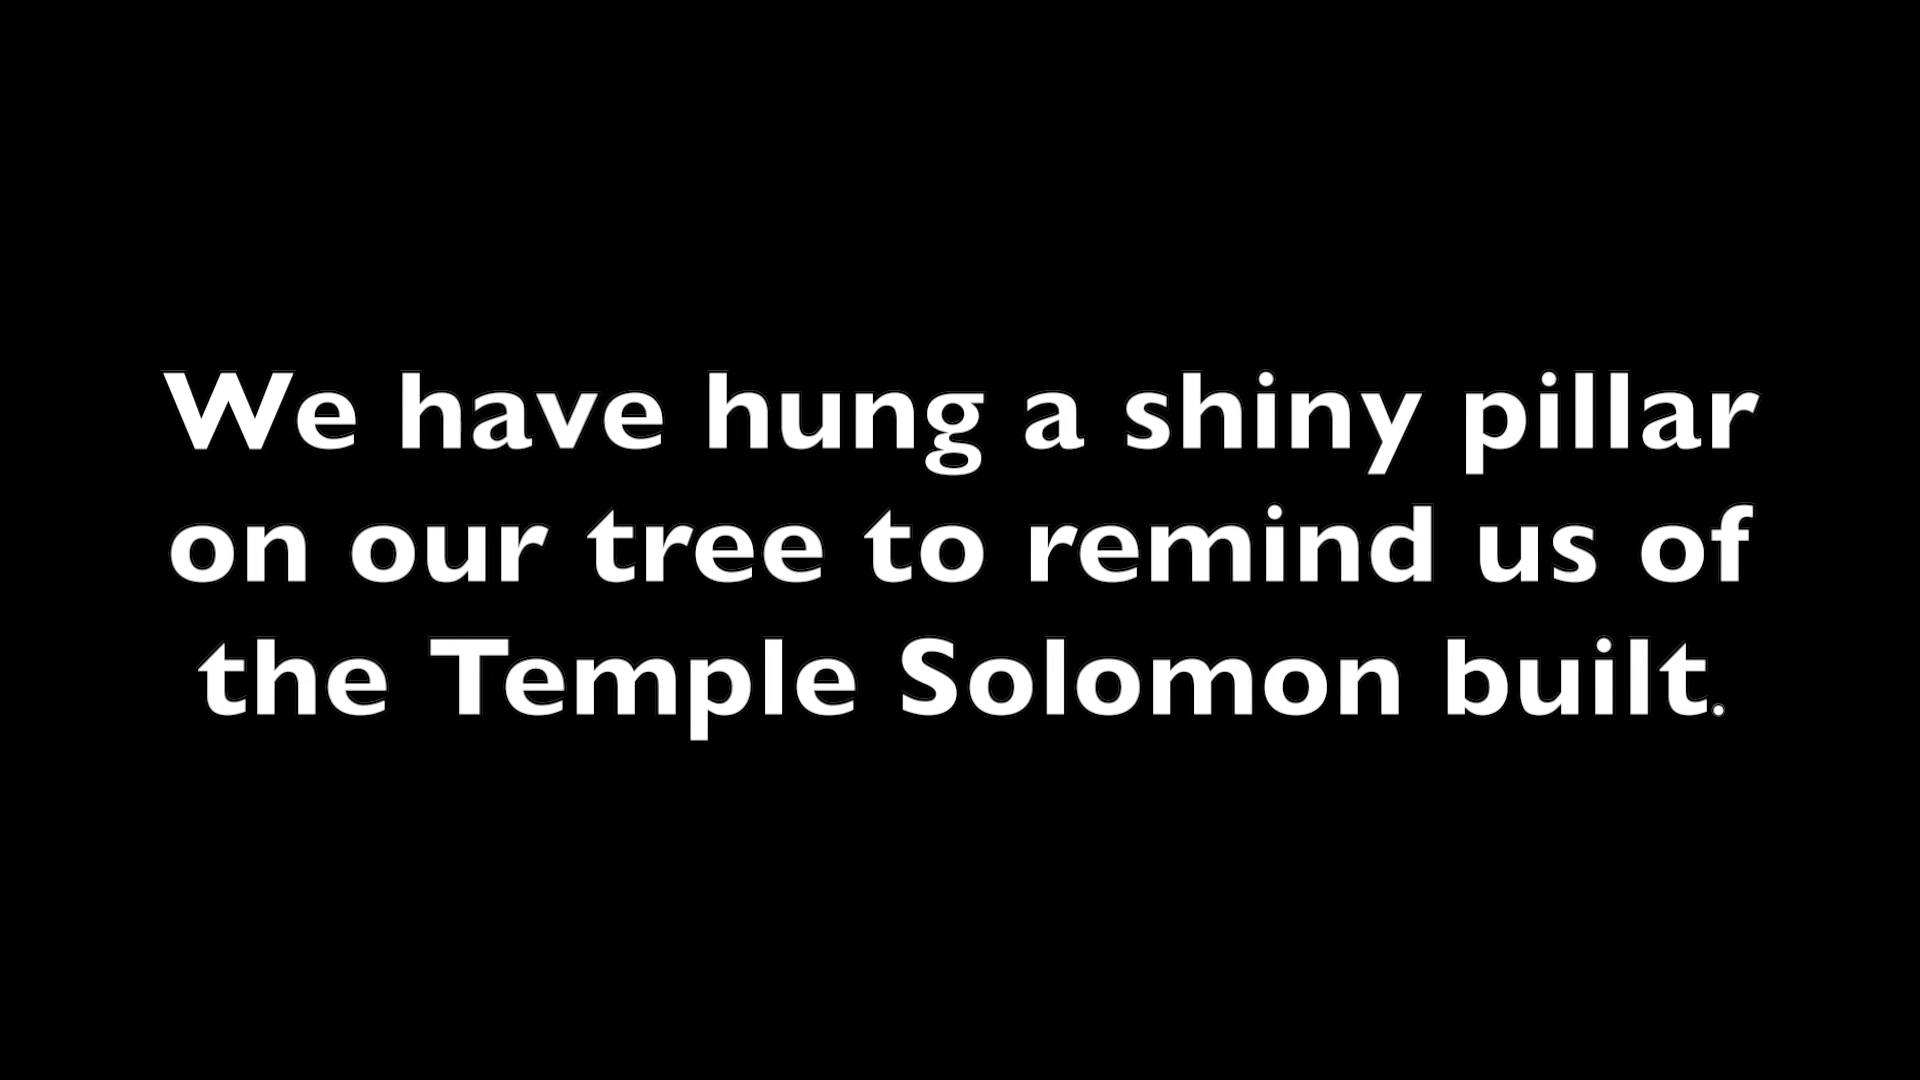 We have hung a shiny pillar
on our tree to remind us of
the Temple Solomon built.